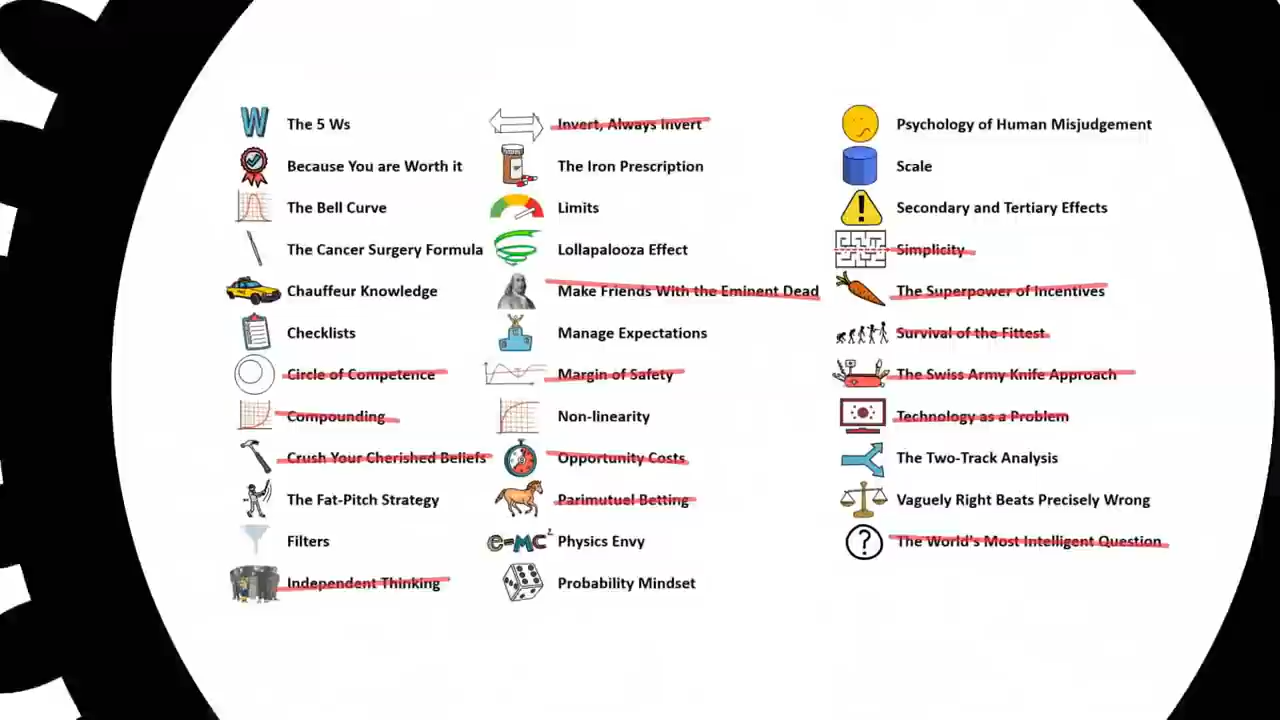 The 5 Ws
Because You are Worth it
The Bell Curve
The Cancer Surgery Formula
Chauffeur Knowledge
Checklists
Circle of Competence
Compounding
Crush Your Cherished Beliefs
The Fat-Pitch Strategy
Filters
Independent Thinking
Invert, Always Invert
The Iron Prescription
Limits
Lollapalooza Effect
Make Friends With the Eminent Dead
Manage Expectations
Margin of Safety
Non-linearity
Opportunity Costs
Parimutuel Betting
e=mc² Physics Envy
Probability Mindset
Psychology of Human Misjudgement
Scale
Secondary and Tertiary Effects
Simplicity
The Superpower of Incentives
Survival of the Fittest
The Swiss Army Knife Approach
Technology as a Problem
The Two-Track Analysis
Vaguely Right Beats Precisely Wrong
The World's Most Intelligent Question